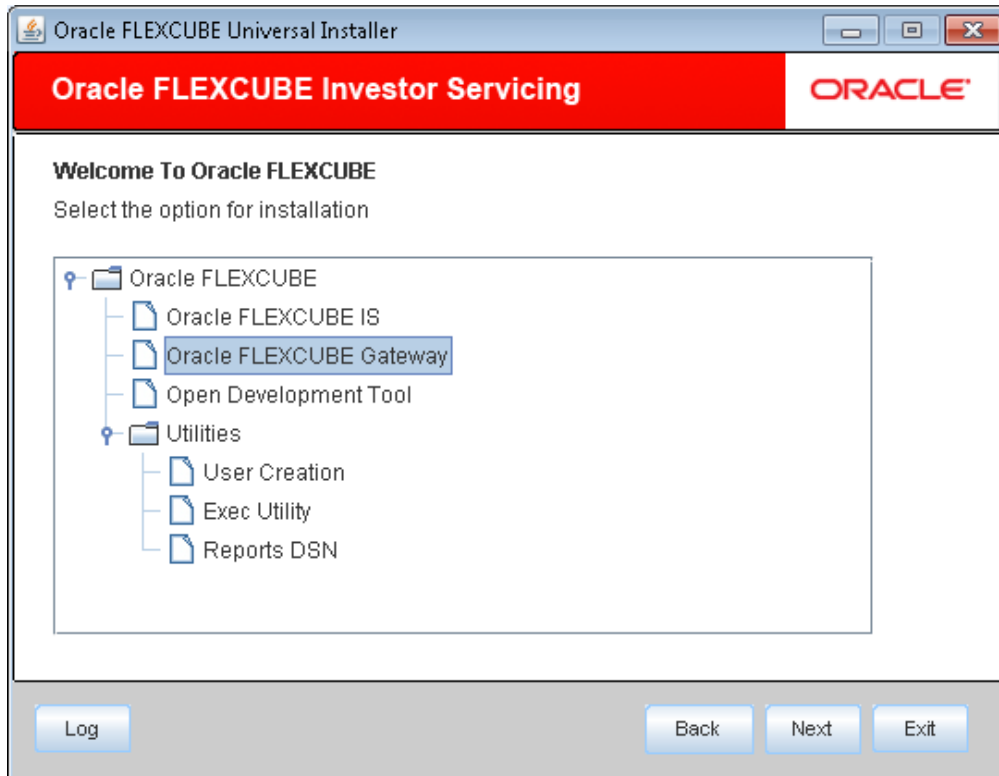 Oracle FLEXCUBE Universal Installer
Oracle FLEXCUBE Investor Servicing
ORACLE
Welcome To Oracle FLEXCUBE
Select the option for installation
Oracle FLEXCUBE
Oracle FLEXCUBE IS
Oracle FLEXCUBE Gateway
Open Development Tool
Utilities
User Creation
Exec Utility
Reports DSN
Log
Back
Next
Exit